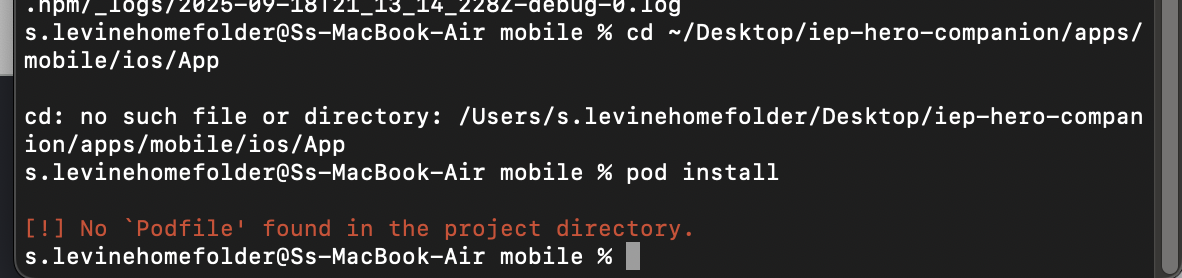 .npm/_logs/2025-09-18T21_13_14_228Z-debug-0.log
s.levinehomefolder@Ss-MacBook-Air mobile % cd ~/Desktop/iep-hero-companion/apps/
mobile/ios/App
cd: no such file or directory: /Users/s.levinehomefolder/Desktop/iep-hero-compan
ion/apps/mobile/ios/App
s.levinehomefolder@Ss-MacBook-Air mobile % pod install
[!] No `Podfile' found in the project directory.
s.levinehomefolder@Ss-MacBook-Air mobile %